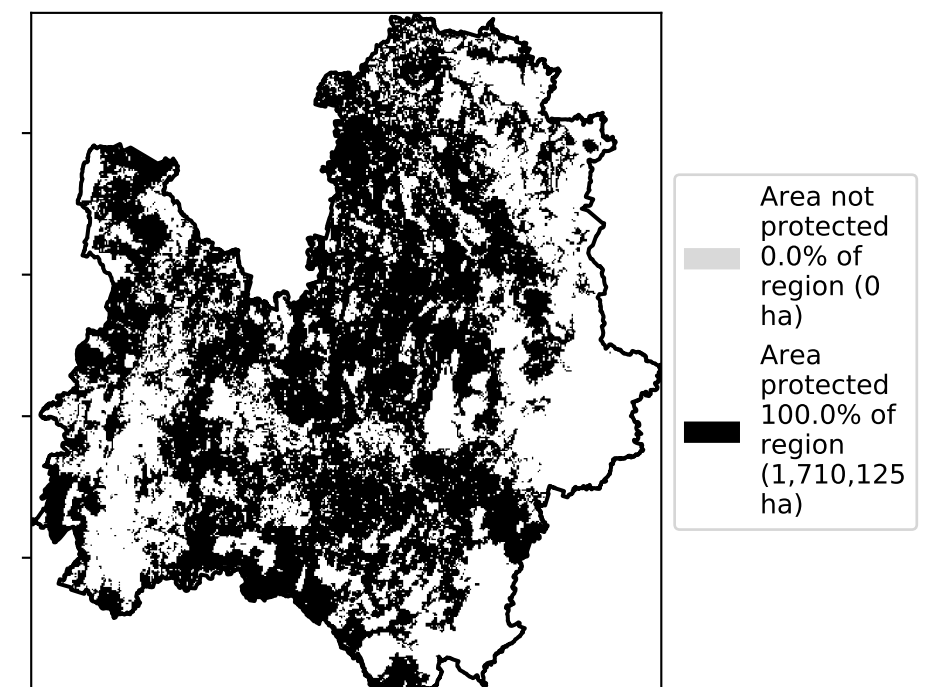 Area not
protected
0.0% of
region (0
ha)
Area
protected
100.0% of
region
(1,710,125
ha)